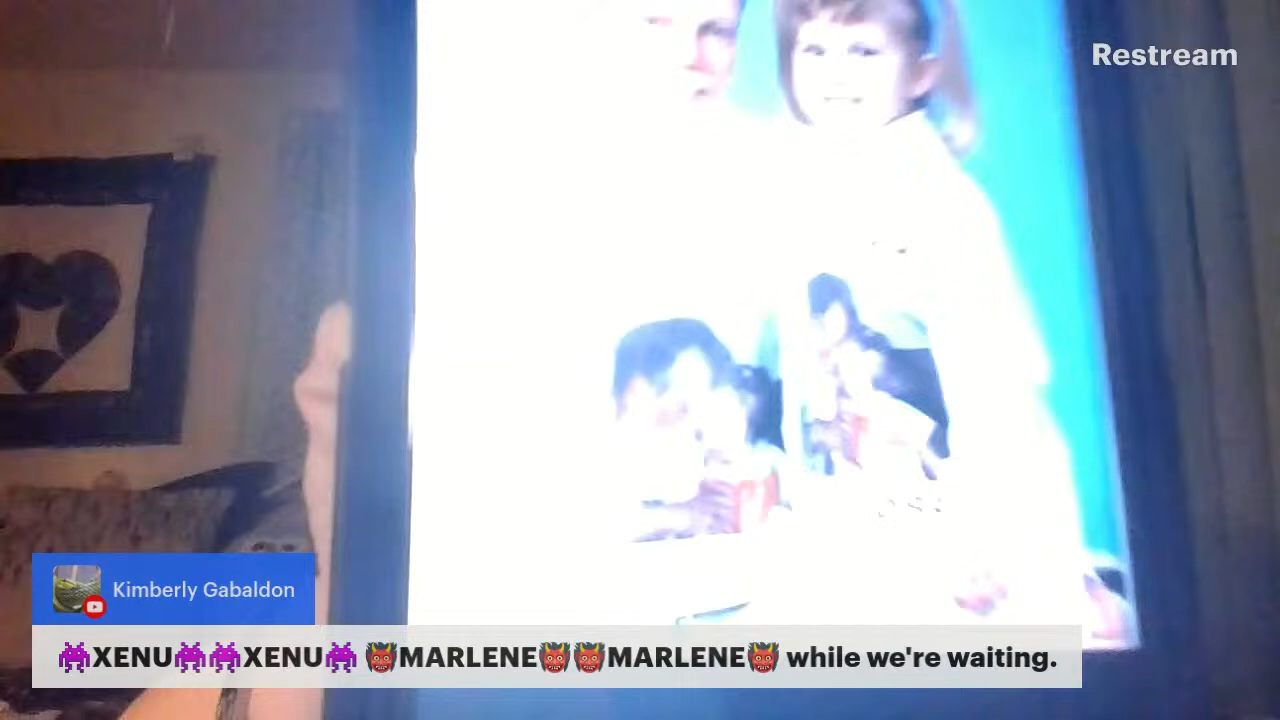 Restream
Kimberly Gabaldon
👾XENU👾👾XENU👾 👹MARLENE👹👹MARLENE👹 while we're waiting.